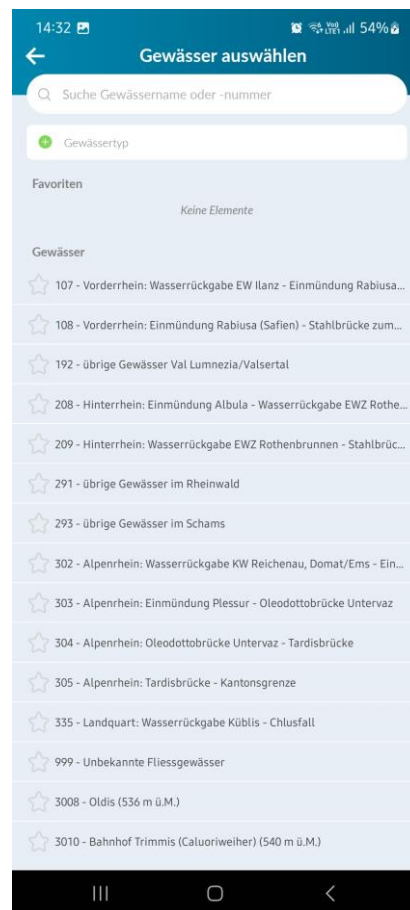 14:32
Vo)) LTE1 .ıl 54%
Gewässer auswählen
Suche Gewässername oder -nummer
Gewässertyp
Favoriten
Keine Elemente
Gewässer
107 - Vorderrhein: Wasserrückgabe EW Ilanz - Einmündung Rabiusa...
108 - Vorderrhein: Einmündung Rabiusa (Safien) - Stahlbrücke zum...
192 - übrige Gewässer Val Lumnezia/Valsertal
208 - Hinterrhein: Einmündung Albula - Wasserrückgabe EWZ Rothe...
209 - Hinterrhein: Wasserrückgabe EWZ Rothenbrunnen - Stahlbrüc...
291 - übrige Gewässer im Rheinwald
293 - übrige Gewässer im Schams
302 - Alpenrhein: Wasserrückgabe KW Reichenau, Domat/Ems - Ein...
303 - Alpenrhein: Einmündung Plessur - Oleodottobrücke Untervaz
304 - Alpenrhein: Oleodottobrücke Untervaz - Tardisbrücke
305 - Alpenrhein: Tardisbrücke - Kantonsgrenze
335 - Landquart: Wasserrückgabe Küblis - Chlusfall
999 - Unbekannte Fliessgewässer
3008 - Oldis (536 m ü.M.)
3010 - Bahnhof Trimmis (Caluoriweiher) (540 m ü.M.)